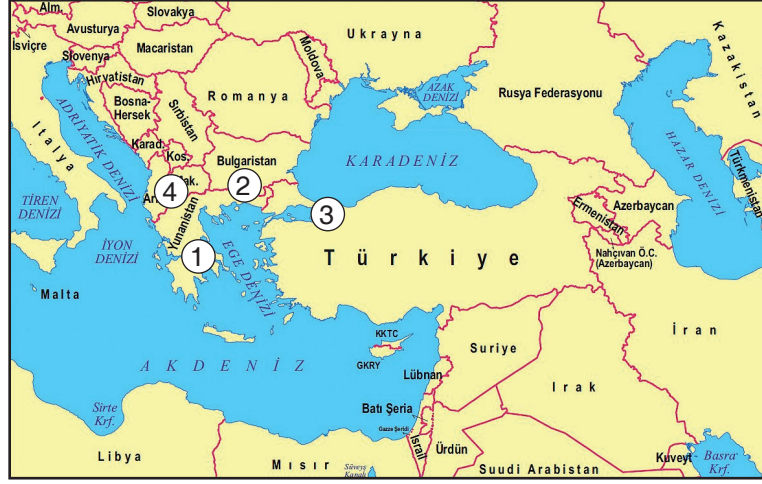 Alm.
Slovakya
Avusturya
İsviçre
Macaristan
Slovenya
Hırvatistan
Moldova
Ukrayna
Kazakistan
Bosna-
Hersek
Sırbistan
Romanya
AZAK
DENİZİ
Rusya Federasyonu
İtalya
ADRİYATİK DENİZİ
Karad.
Kos.
Bulgaristan
KARADENİZ
HAZAR DENİZİ
Türkmenistan
4
2
3
1
TİREN
DENİZİ
İYON
DENİZİ
Yunanistan
EGE DENİZİ
Türkiye
Ermenistan
Azerbaycan
Nahçıvan Ö.C.
(Azerbaycan)
Malta
İran
AKDENİZ
KKTC
GKRY
Suriye
Lübnan
Irak
Sirte
Krf.
Batı Şeria
Gazze Şeridi
İsrail
Ürdün
Libya
Mısır
Süveyş
Kanalı
Suudi Arabistan
Kuveyt
Basra
Krf.